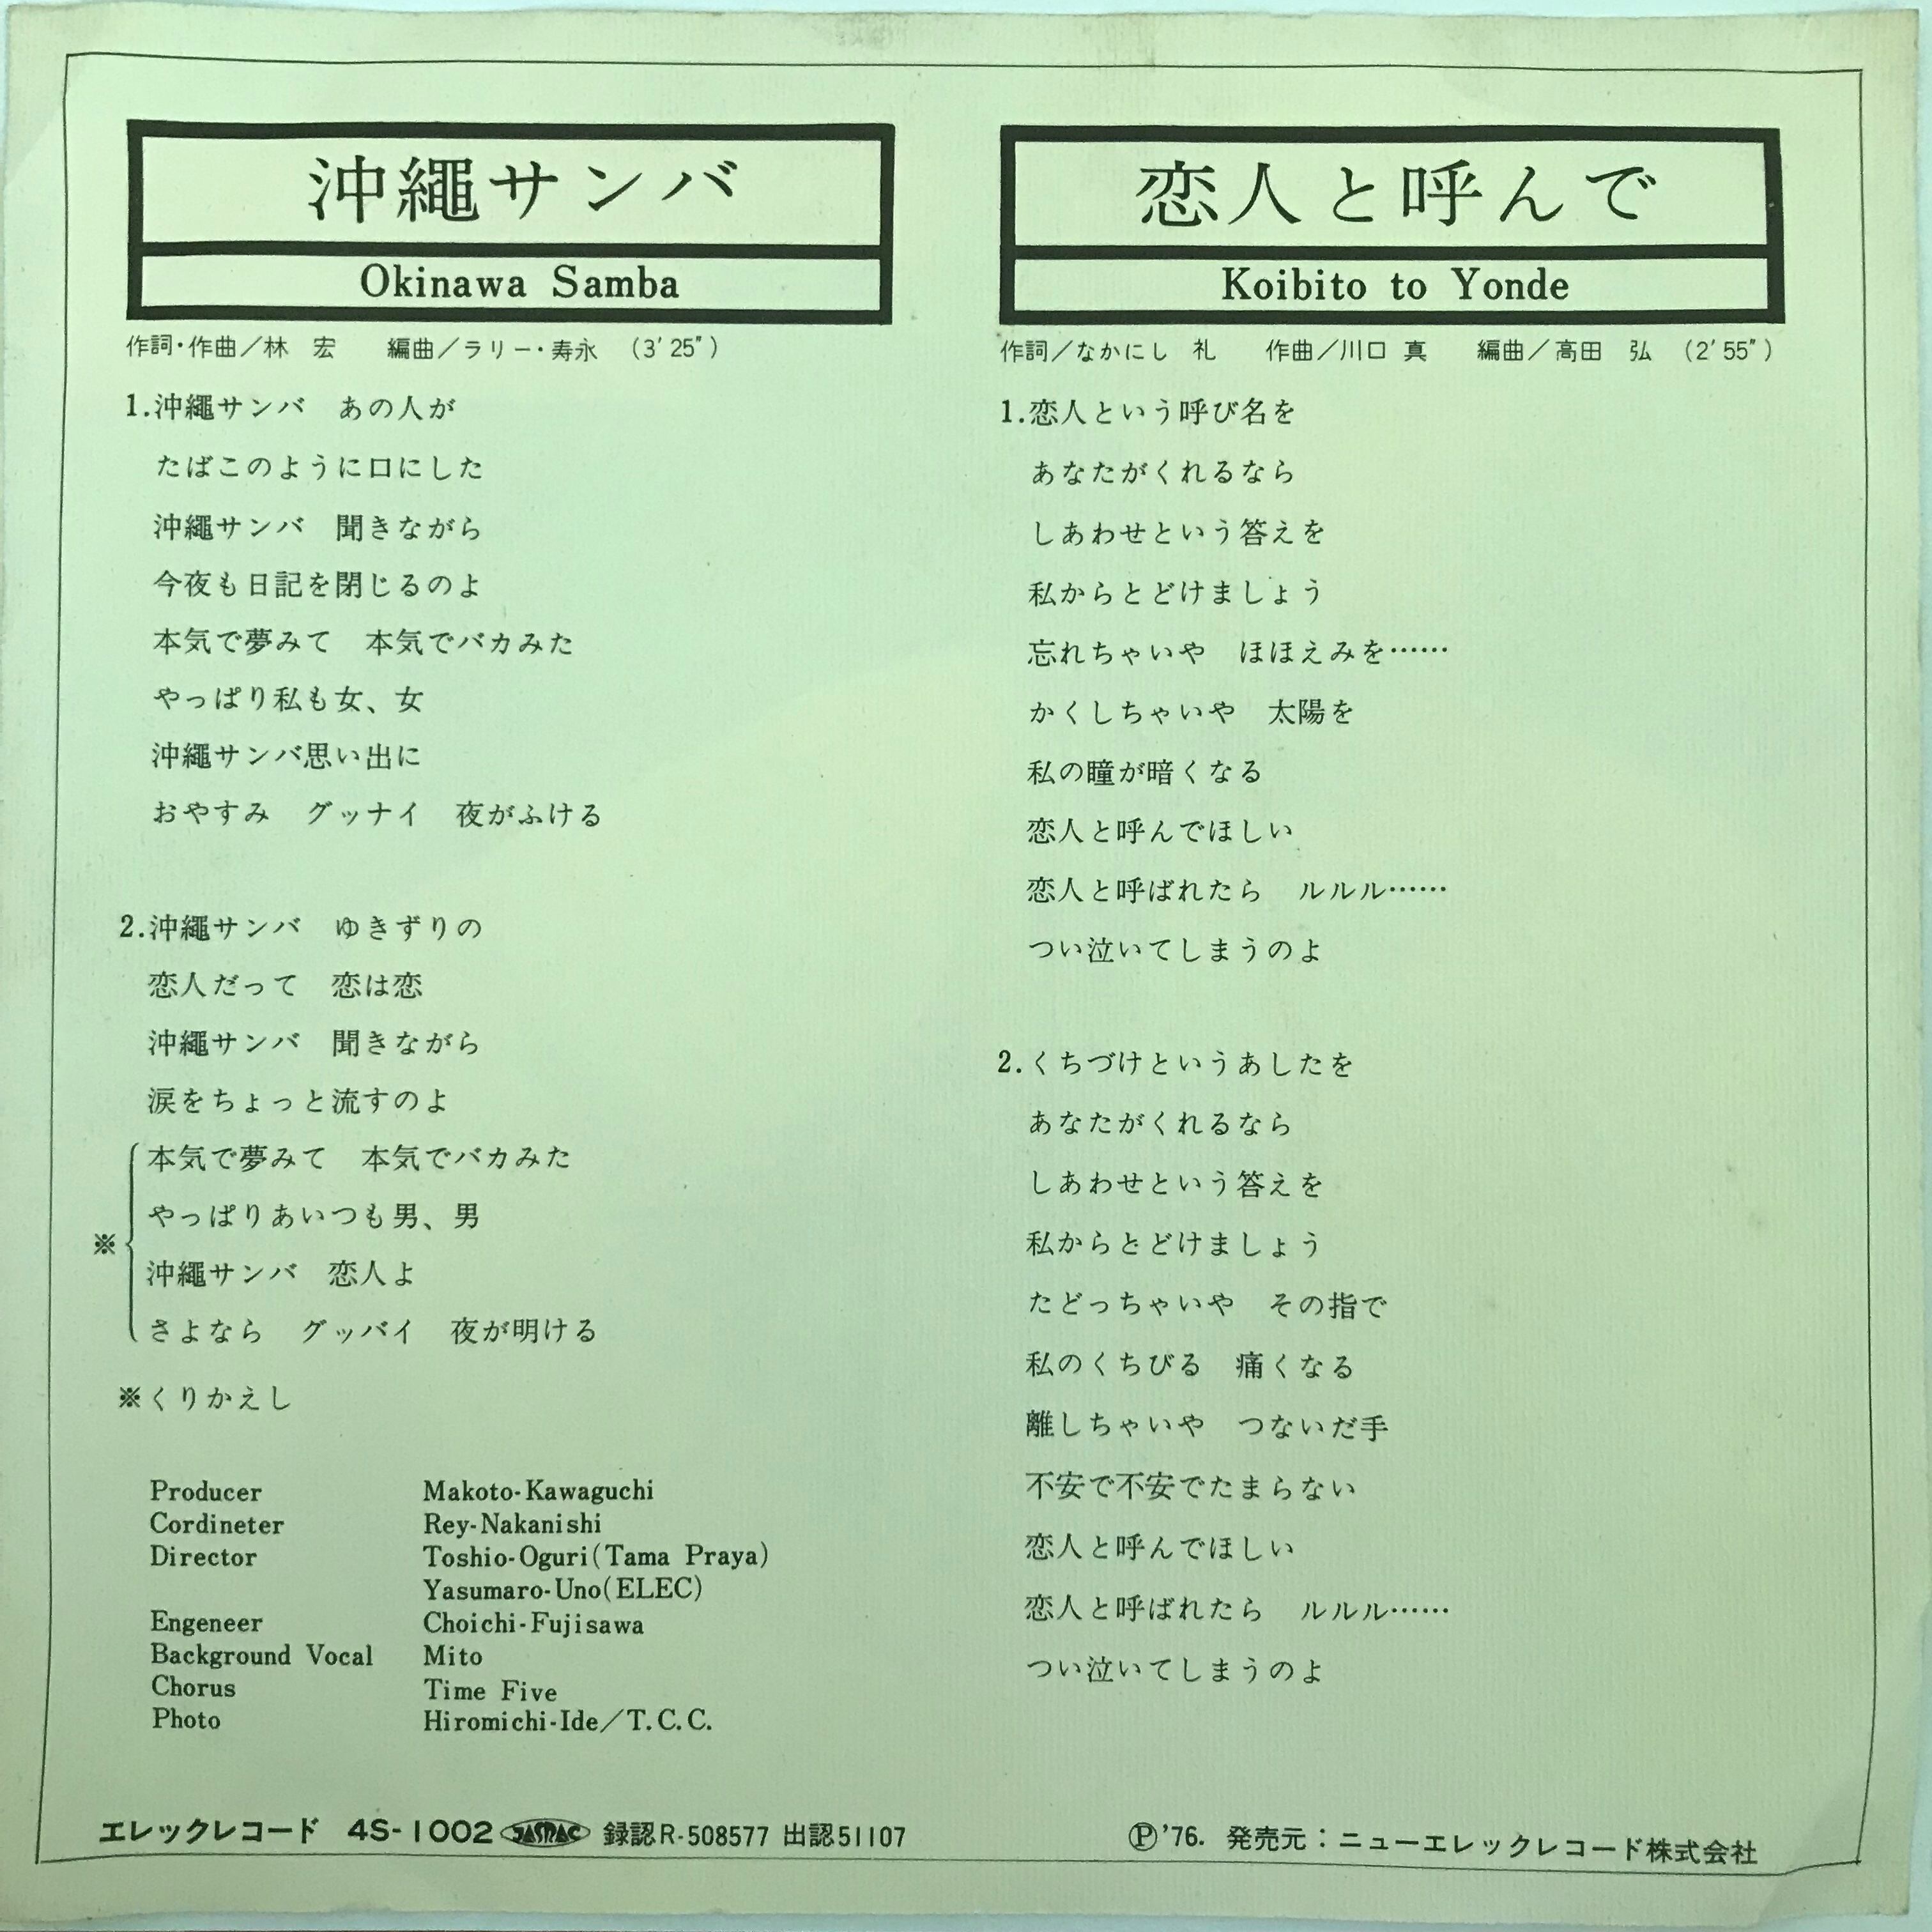 沖繩サンバ
Okinawa Samba
作詞・作曲／林　宏　　編曲／ラリー・寿永　（3′25″）
1.沖繩サンバ　あの人が
たばこのように口にした
沖繩サンバ　聞きながら
今夜も日記を閉じるのよ
本気で夢みて　本気でバカみた
やっぱり私も女、女
沖繩サンバ思い出に
おやすみ　グッナイ　夜がふける
2.沖繩サンバ　ゆきずりの
恋人だって　恋は恋
沖繩サンバ　聞きながら
涙をちょっと流すのよ
本気で夢みて　本気でバカみた
やっぱりあいつも男、男
※
沖繩サンバ　恋人よ
さよなら　グッバイ　夜が明ける
※くりかえし
Producer　Makoto-Kawaguchi
Cordineter　Rey-Nakanishi
Director　Toshio-Oguri(Tama Praya)
Yasumaro-Uno(ELEC)
Engeneer　Choichi-Fujisawa
Background Vocal　Mito
Chorus　Time Five
Photo　Hiromichi-Ide／T.C.C.
恋人と呼んで
Koibito to Yonde
作詞／なかにし　礼　　作曲／川口　真　　編曲／高田　弘　（2′55″）
1.恋人という呼び名を
あなたがくれるなら
しあわせという答えを
私からとどけましょう
忘れちゃいや　ほほえみを……
かくしちゃいや　太陽を
私の瞳が暗くなる
恋人と呼んでほしい
恋人と呼ばれたら　ルルル……
つい泣いてしまうのよ
2.くちづけというあしたを
あなたがくれるなら
しあわせという答えを
私からとどけましょう
たどっちゃいや　その指で
私のくちびる　痛くなる
離しちゃいや　つないだ手
不安で不安でたまらない
恋人と呼んでほしい
恋人と呼ばれたら　ルルル……
つい泣いてしまうのよ
エレックレコード　4S-1002 JASRAC 録認R-508577 出認51107
Ⓟ'76.　発売元：ニューエレックレコード株式会社